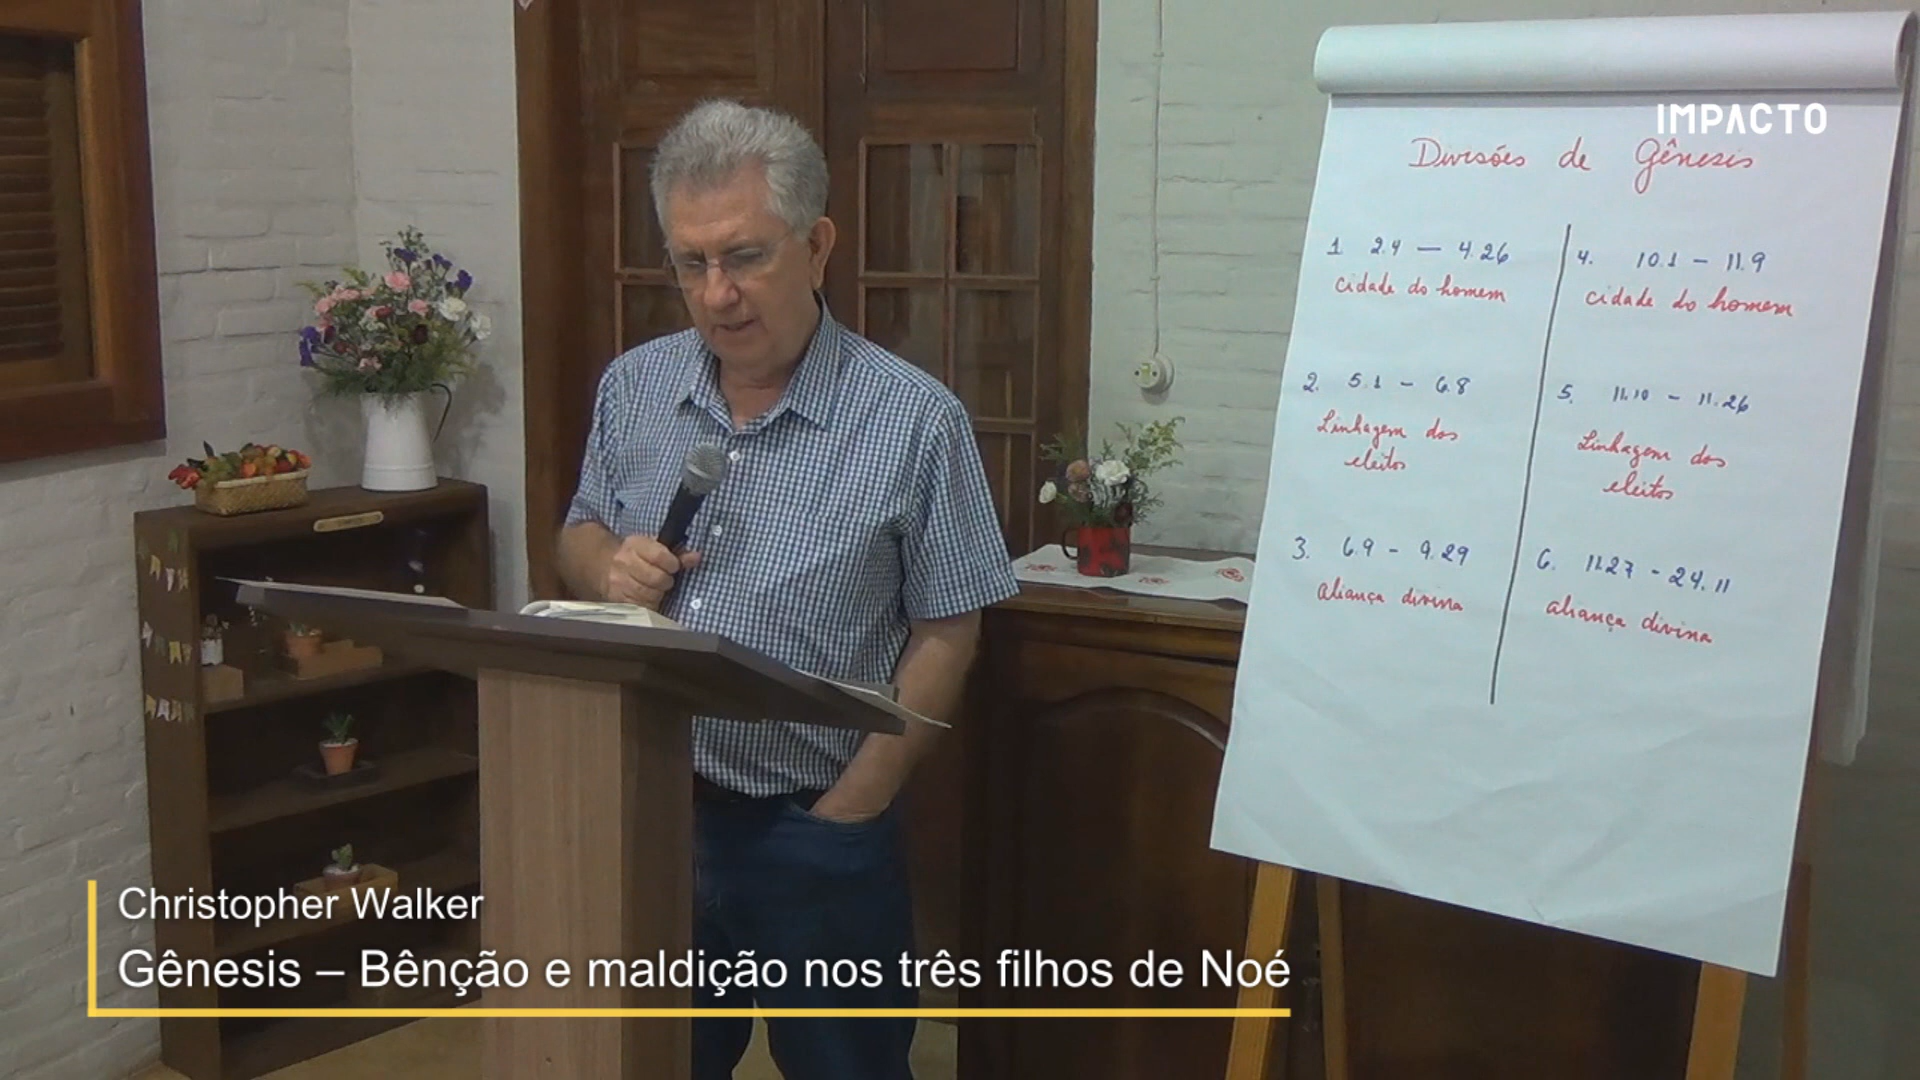 IMPACTO
Divisões de Gênesis
1 2.4 — 4.26
cidade do homem
2. 5.1 - 6.8
Linhagem dos
eleitos
3. 6.9 - 9.29
aliança divina
4. 10.1 - 11.9
cidade do homem
5. 11.10 - 11.26
Linhagem dos
eleitos
6. 11.27 - 24.11
aliança divina
Christopher Walker
Gênesis – Bênção e maldição nos três filhos de Noé